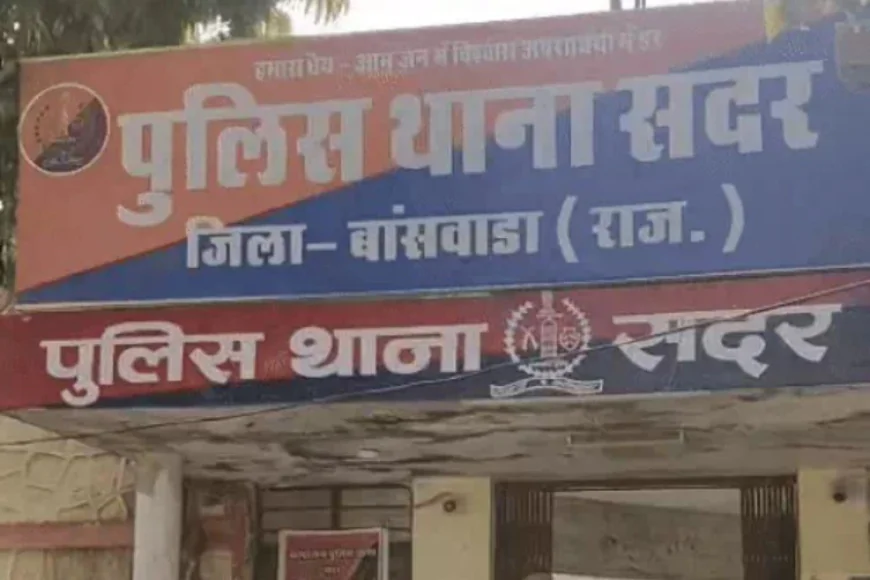 हमारा ध्येय - आम जन में विश्वास अपराधियों में डर
पुलिस थाना सदर
जिला- बांसवाडा ( राज. )
पुलिस थाना सदर